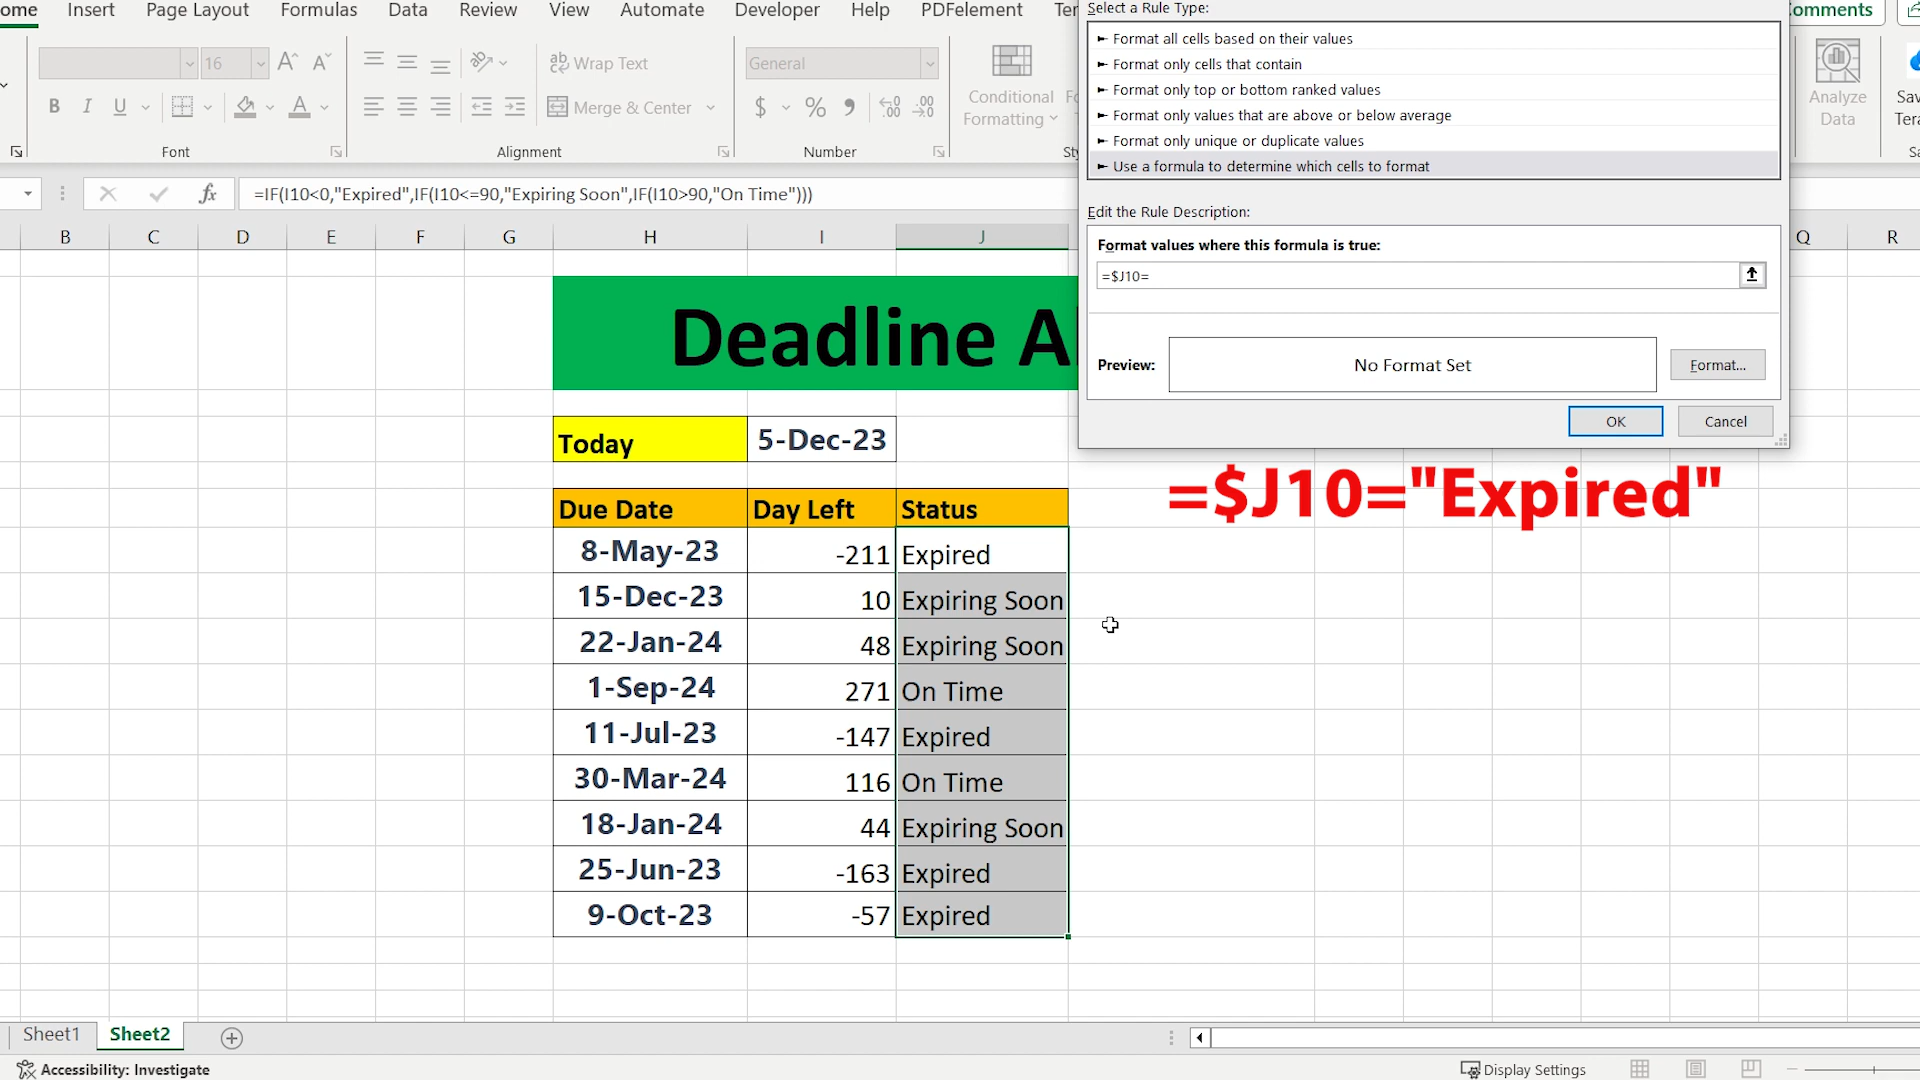 ome Insert Page Layout Formulas Data Review View Automate Developer Help PDFelement Ter
Select a Rule Type:
omments
► Format all cells based on their values
► Format only cells that contain
► Format only top or bottom ranked values
► Format only values that are above or below average
► Format only unique or duplicate values
► Use a formula to determine which cells to format
16
Wrap Text
General
B I U
Merge & Center
$ % 9
Conditional
Formatting
Analyze
Data
Sav
Tera
Font
Alignment
Number
Sty
Sa
fx =IF(I10<0,"Expired",IF(I10<=90,"Expiring Soon",IF(I10>90,"On Time")))
Edit the Rule Description:
B C D E F G H I J Q R
Format values where this formula is true:
=$J10=
Deadline A
Preview:
No Format Set
Format...
OK
Cancel
Today 5-Dec-23
=$J10="Expired"
Due Date Day Left Status
8-May-23 -211 Expired
15-Dec-23 10 Expiring Soon
22-Jan-24 48 Expiring Soon
1-Sep-24 271 On Time
11-Jul-23 -147 Expired
30-Mar-24 116 On Time
18-Jan-24 44 Expiring Soon
25-Jun-23 -163 Expired
9-Oct-23 -57 Expired
Sheet1 Sheet2
Accessibility: Investigate
Display Settings